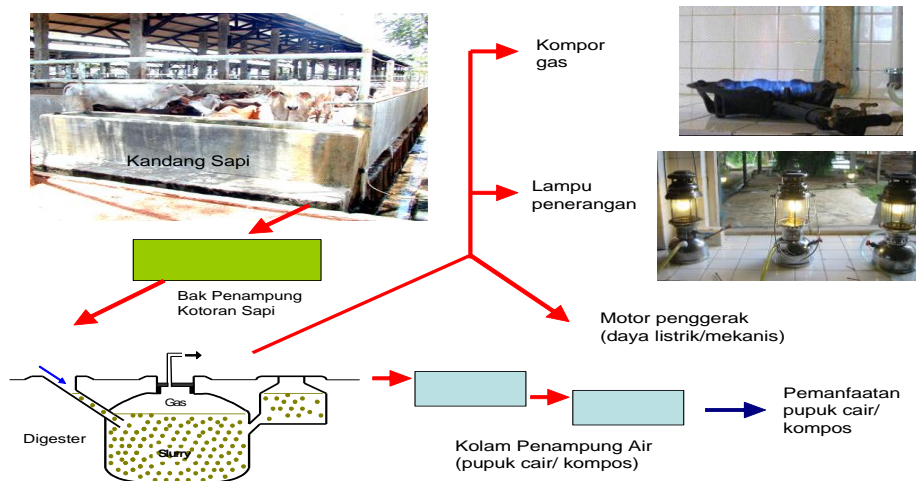 Kompor
gas
Kandang Sapi
Lampu
penerangan
Bak Penampung
Kotoran Sapi
Motor penggerak
(daya listrik/mekanis)
Gas
Digester
Slurry
Kolam Penampung Air
(pupuk cair/ kompos)
Pemanfaatan
pupuk cair/
kompos